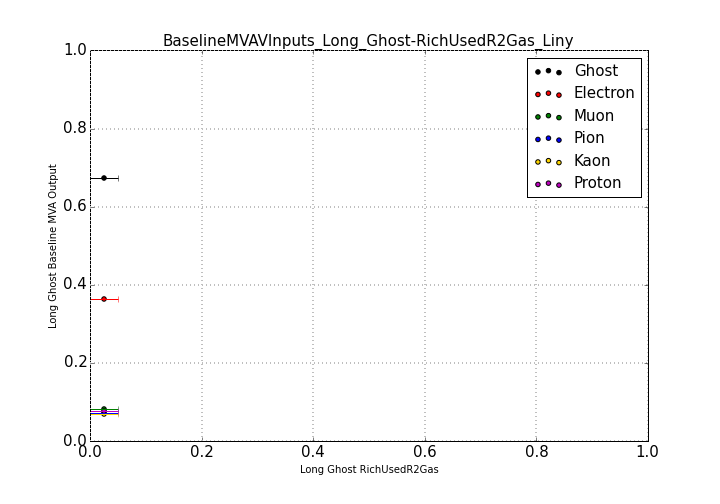 BaselineMVAVInputs_Long_Ghost-RichUsedR2Gas_Liny
1.0
0.8
0.6
0.4
0.2
0.0
Long Ghost Baseline MVA Output
Ghost
Electron
Muon
Pion
Kaon
Proton
0.0 0.2 0.4 0.6 0.8 1.0
Long Ghost RichUsedR2Gas